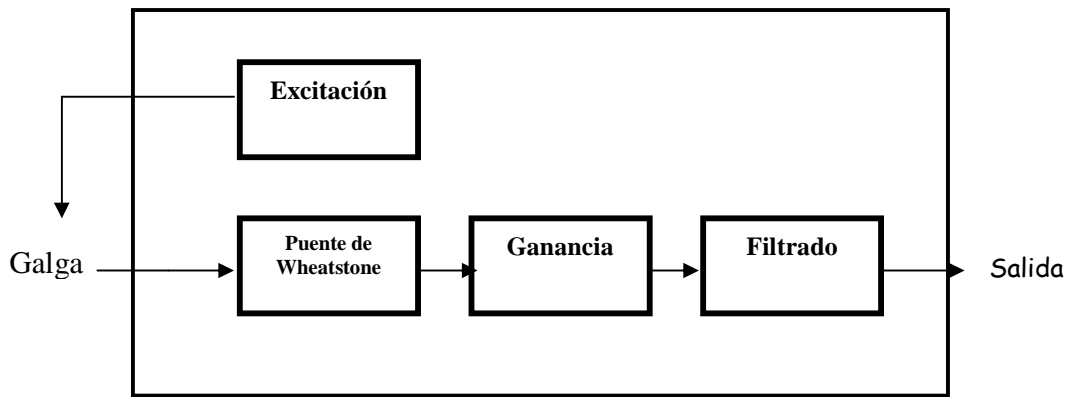 Excitación
Galga
Puente de
Wheatstone
Ganancia
Filtrado
Salida